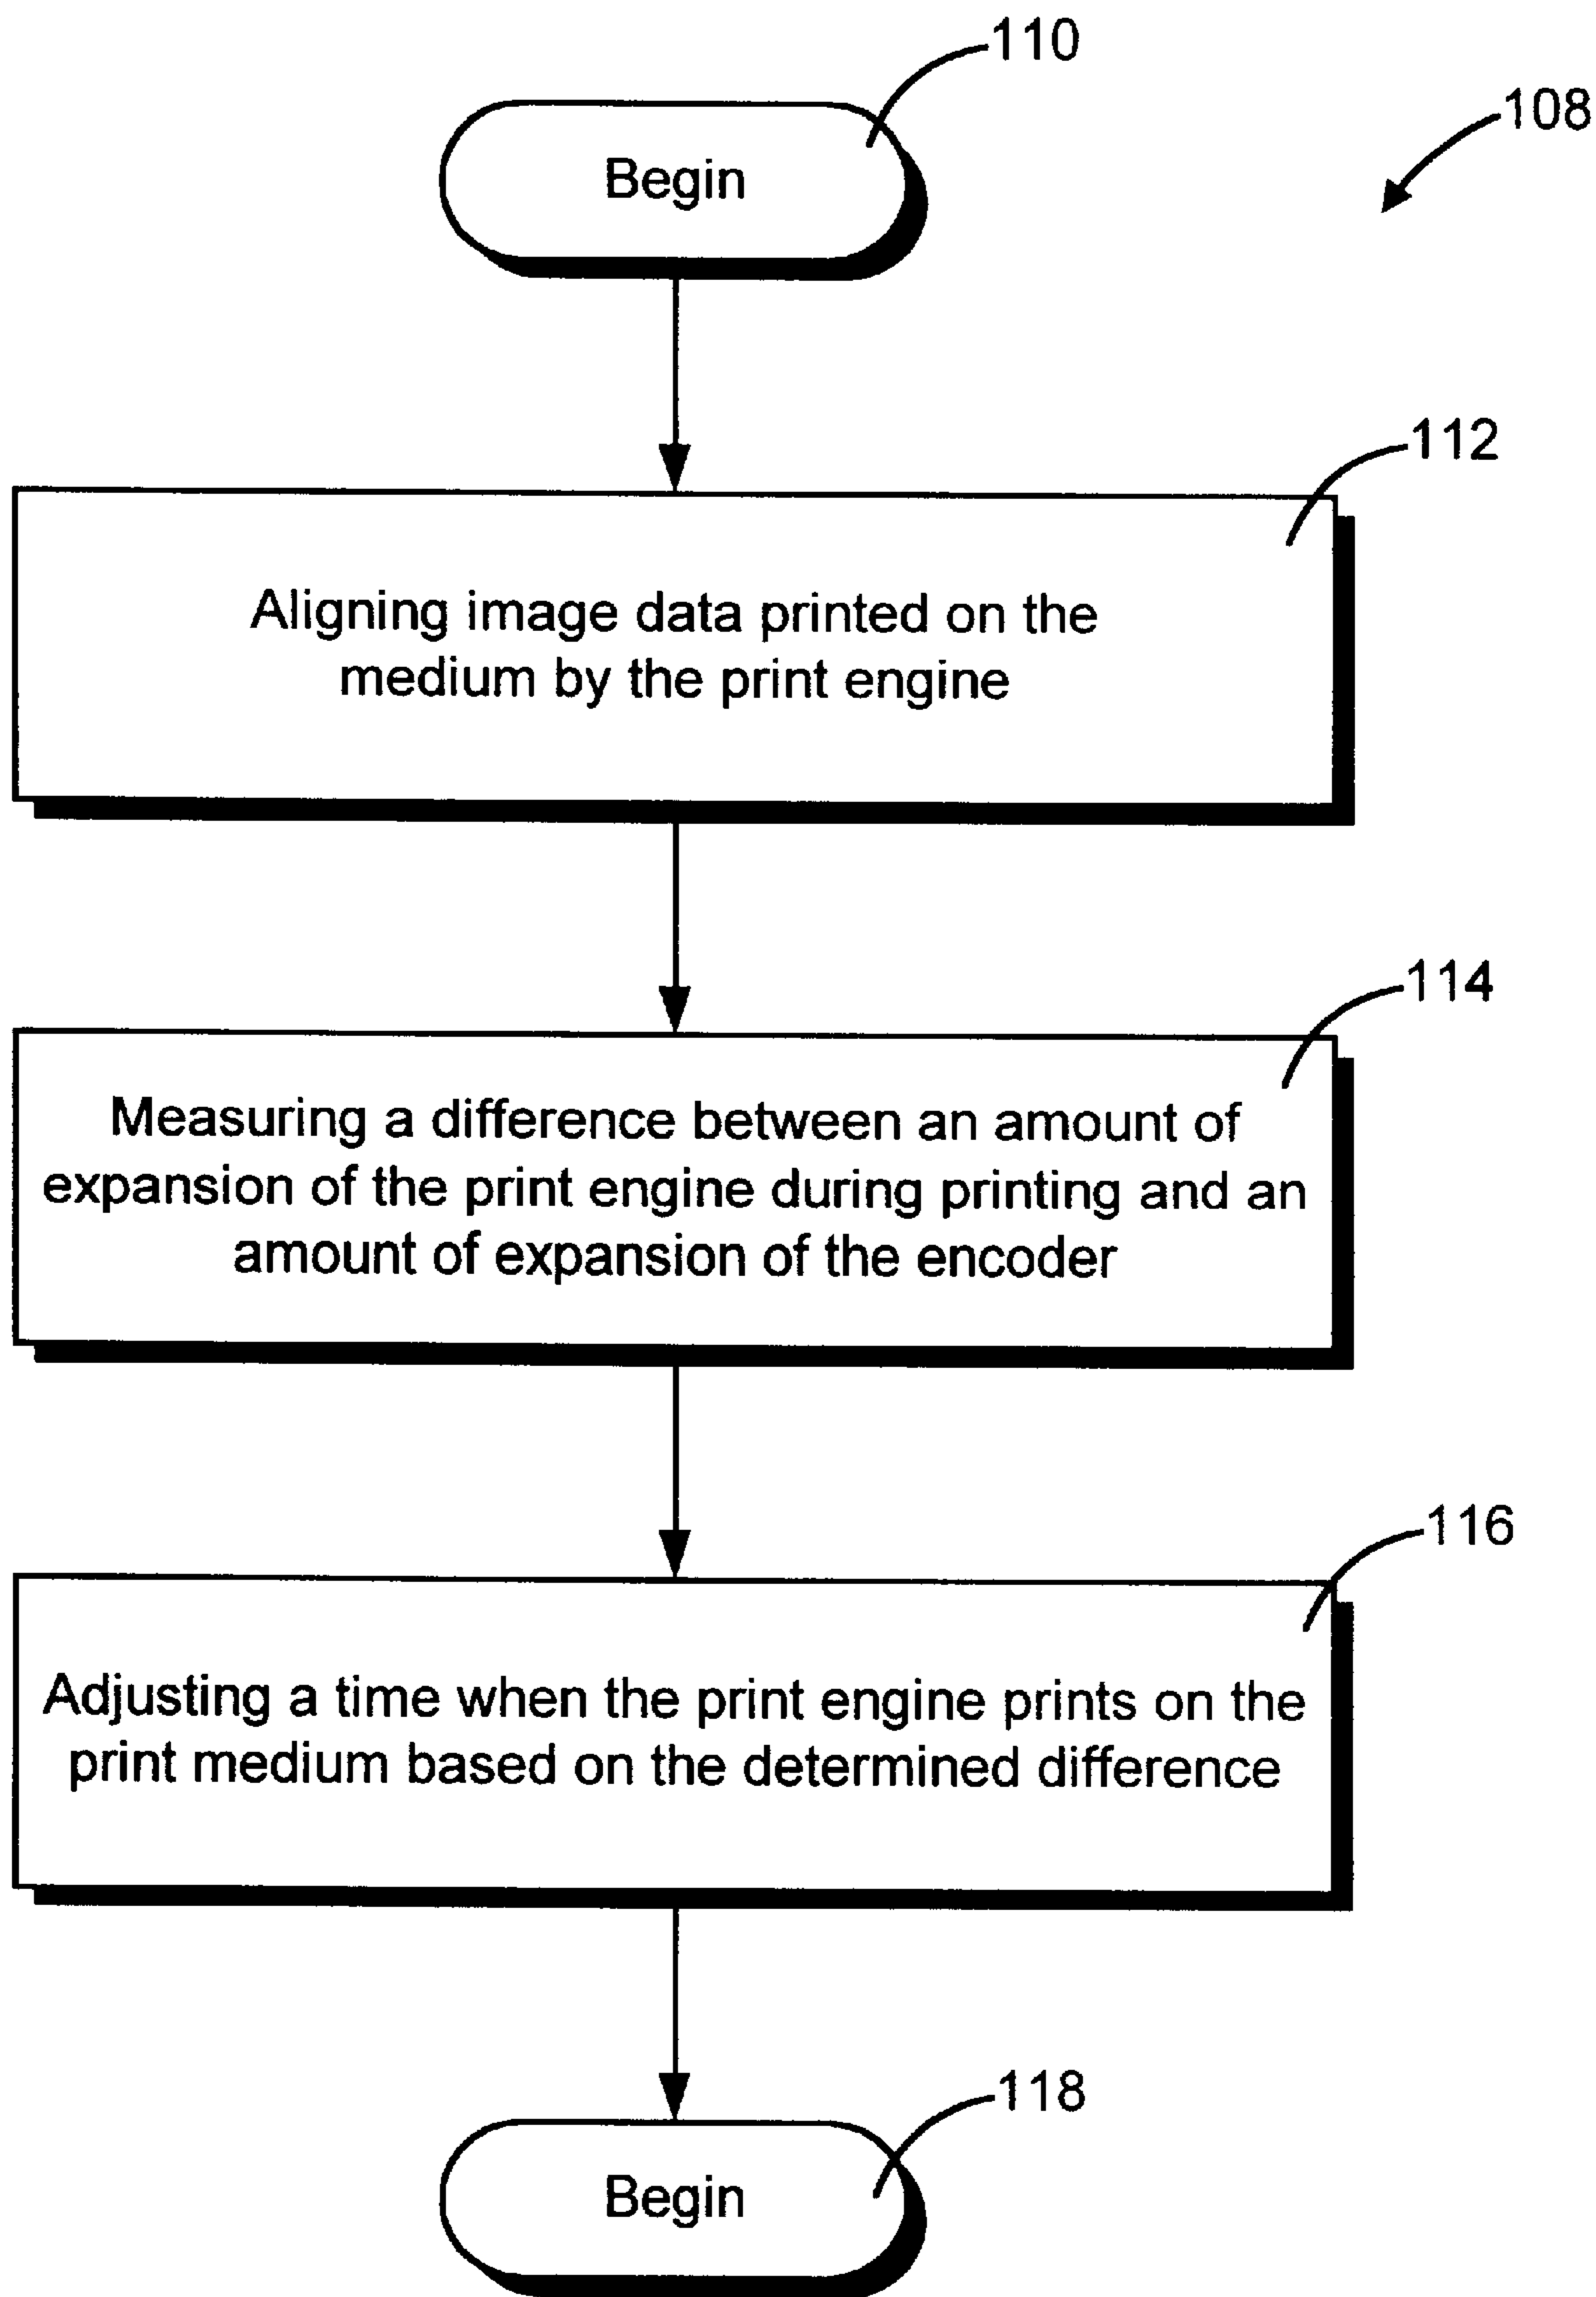 110
108
Begin
112
Aligning image data printed on the
medium by the print engine
114
Measuring a difference between an amount of
expansion of the print engine during printing and an
amount of expansion of the encoder
116
Adjusting a time when the print engine prints on the
print medium based on the determined difference
118
Begin